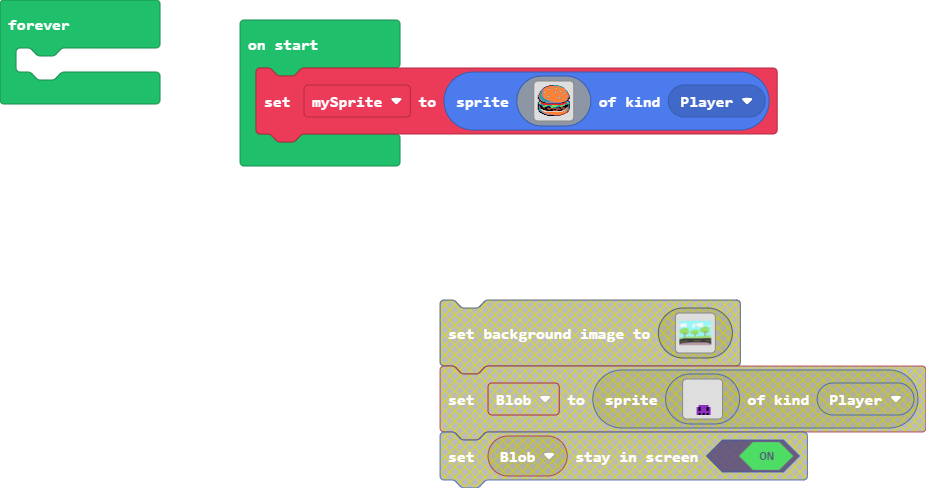 forever
on start
set mySprite to sprite of kind Player
set background image to
set Blob to sprite of kind Player
set Blob stay in screen ON